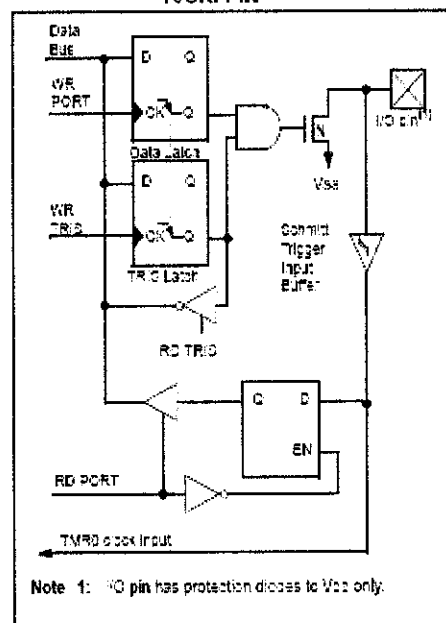 Data
Bus
D Q
WR
PORT
CK Q
Data Latch
N
I/O pin(1)
Vss
D Q
WR
TRIS
CK Q
TRIS Latch
Schmitt
Trigger
Input
Buffer
RD TRIS
Q D
EN
RD PORT
TMR0 clock input
Note 1: I/O pin has protection diodes to Vss only.